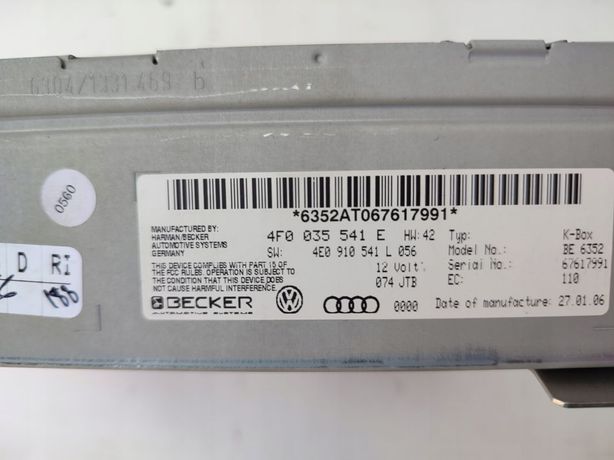 6304/1331.469 b
0560
D RI
*6352AT067617991*
MANUFACTURED BY:
HARMAN/BECKER
AUTOMOTIVE SYSTEMS
GERMANY
4F0 035 541 E HW: 42
SW: 4E0 910 541 L 056
12 Volt
074 JTB
Typ: K-Box
Model No.: BE 6352
Serial No.: 67617991
EC: 110
THIS DEVICE COMPLIES WITH PART 15 OF
THE FCC RULES. OPERATION IS SUBJECT TO
THE CONDITION THAT THIS DEVICE DOES
NOT CAUSE HARMFUL INTERFERENCE
BECKER
automotive systems
0000
Date of manufacture: 27.01.06